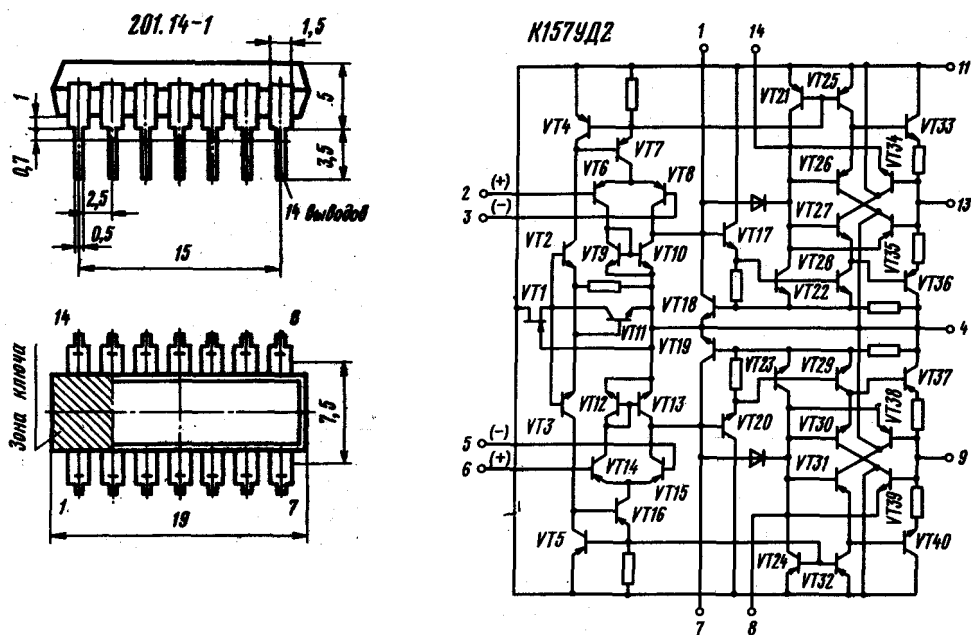 201.14-1
1,5
1
5
0,7
3,5
2,5
14 выводов
0,5
15
14
8
Зона ключа
7,5
1
7
19
К157УД2
1
14
11
VT21
VT25
VT4
VT33
VT7
VT34
VT6
VT8
VT26
2
(+)
3
(-)
13
VT27
VT17
VT2
VT9
VT10
VT35
VT28
VT36
VT1
VT18
VT22
VT11
4
VT19
VT23
VT29
VT37
VT12
VT13
VT38
VT3
VT20
VT30
5
(-)
6
(+)
9
VT14
VT31
VT15
VT39
VT16
VT5
VT40
VT24
VT32
7
8